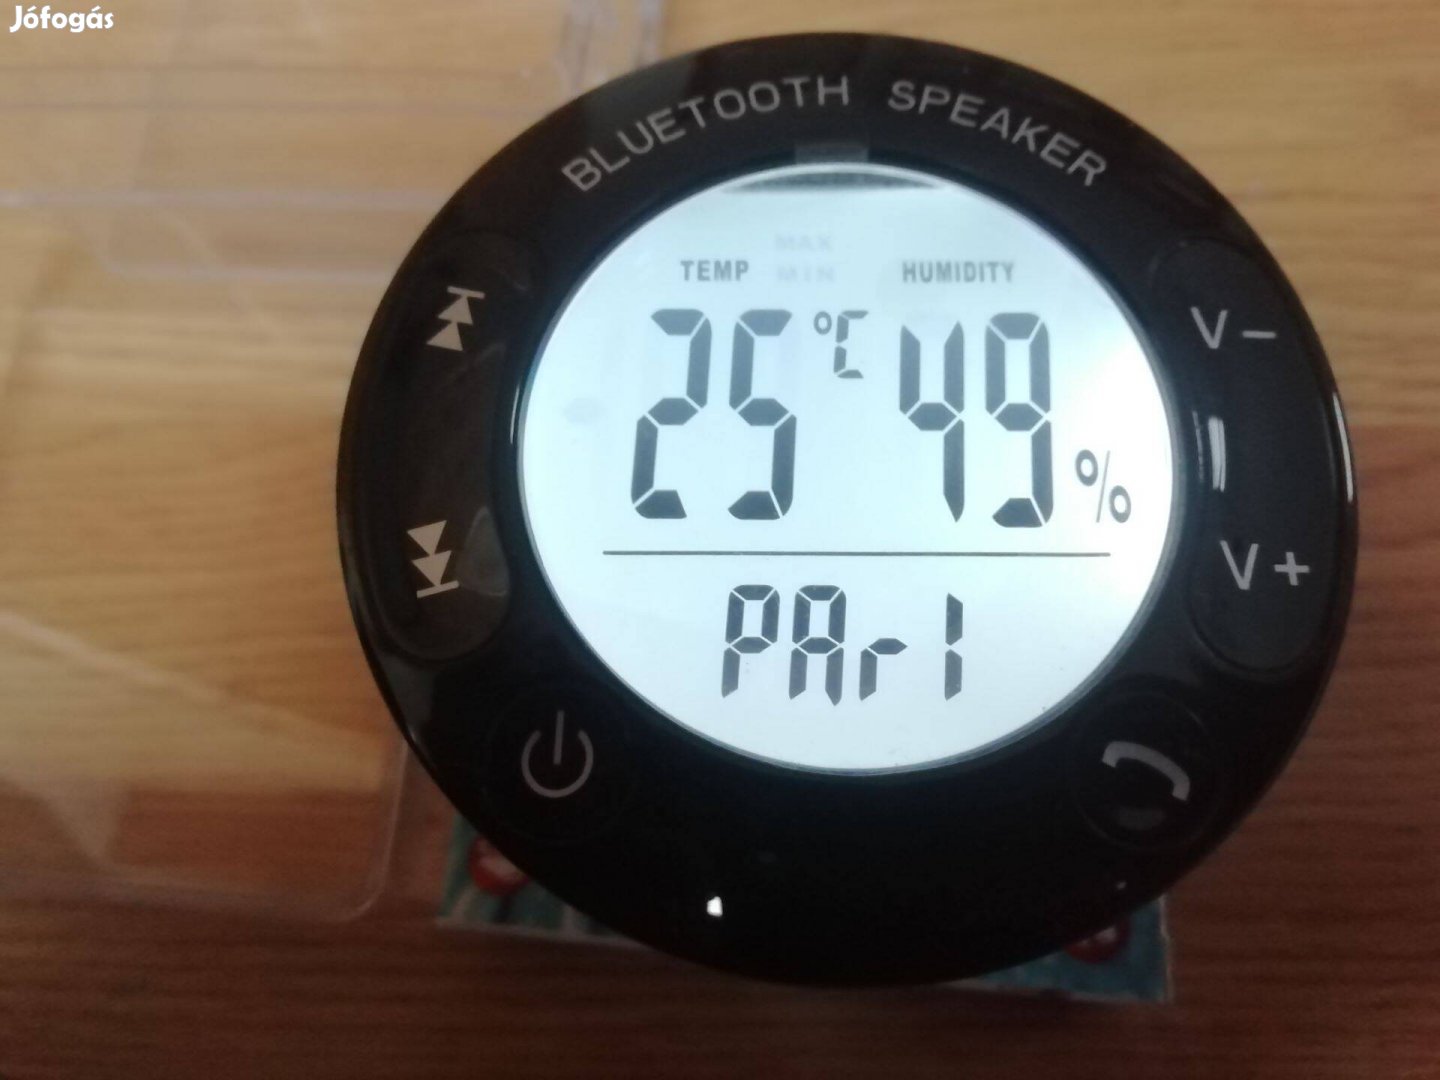 Jófogás
BLUETOOTH SPEAKER
MAX
TEMP MIN HUMIDITY
25 °C 49 %
PAr1
V −
V +